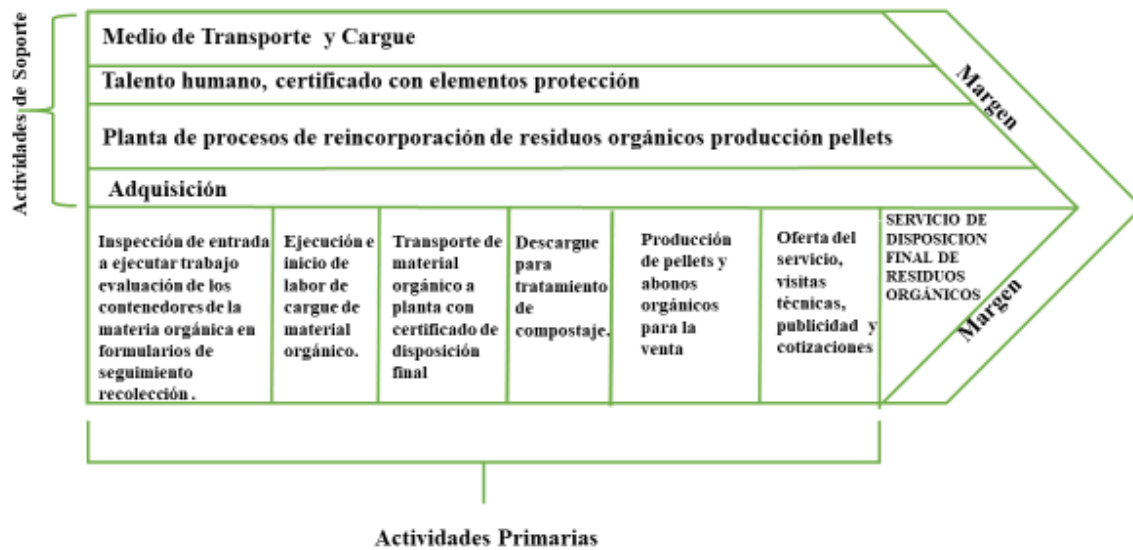 Actividades de Soporte
Medio de Transporte y Cargue
Talento humano, certificado con elementos protección
Planta de procesos de reincorporación de residuos orgánicos producción pellets
Adquisición
Margen
Inspección de entrada
a ejecutar trabajo
evaluación de los
contenedores de la
materia orgánica en
formularios de
seguimiento
recolección .
Ejecución e
inicio de
labor de
cargue de
material
orgánico.
Transporte de
material
orgánico a
planta con
certificado de
disposición
final
Descargue
para
tratamiento
de
compostaje.
Producción
de pellets y
abonos
orgánicos
para la
venta
Oferta del
servicio,
visitas
técnicas,
publicidad y
cotizaciones
SERVICIO DE
DISPOSICION
FINAL DE
RESIDUOS
ORGÁNICOS
Margen
Actividades Primarias